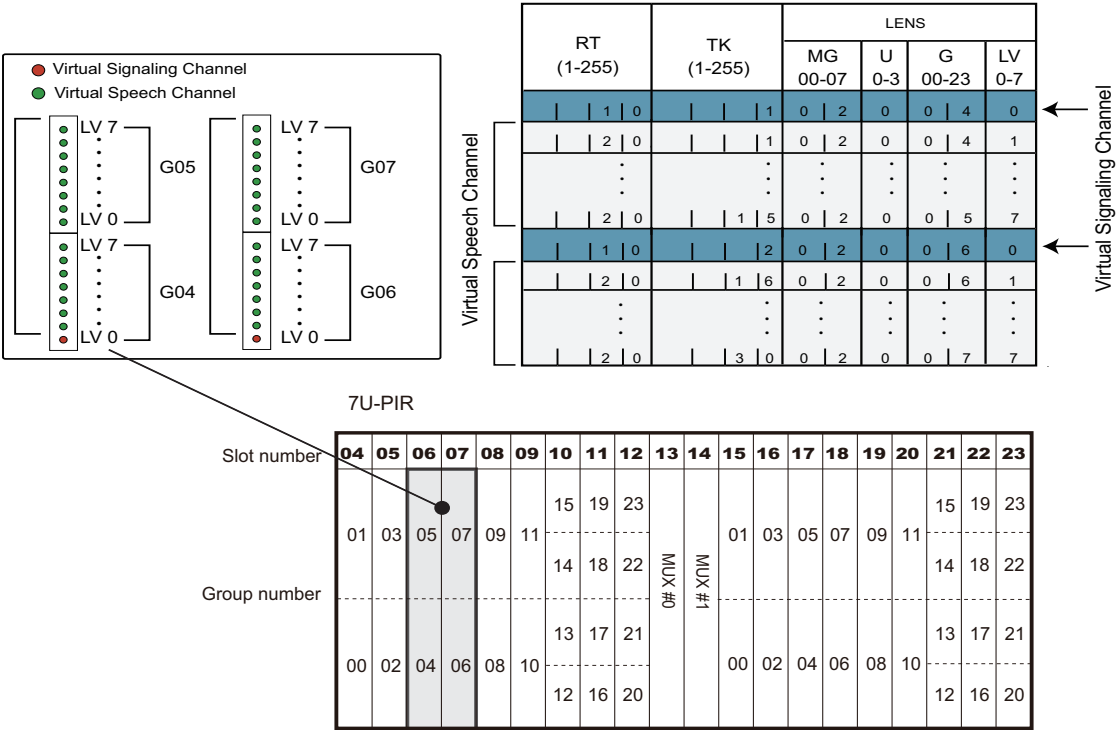 Virtual Signaling Channel
Virtual Speech Channel
LV 7
LV 0
G05
LV 7
LV 0
G04
LV 7
LV 0
G07
LV 7
LV 0
G06
RT
(1-255)
TK
(1-255)
LENS
MG
00-07
U
0-3
G
00-23
LV
0-7
1 0 1 0 2 0 0 4 0
2 0 1 0 2 0 0 4 1
2 0 1 5 0 2 0 0 5 7
1 0 2 0 2 0 0 6 0
2 0 1 6 0 2 0 0 6 1
2 0 3 0 0 2 0 0 7 7
Virtual Speech Channel
Virtual Speech Channel
Virtual Signaling Channel
7U-PIR
Slot number 04 05 06 07 08 09 10 11 12 13 14 15 16 17 18 19 20 21 22 23
15 19 23 15 19 23
01 03 05 07 09 11 01 03 05 07 09 11
14 18 22 14 18 22
MUX #0
MUX #1
Group number
13 17 21 13 17 21
00 02 04 06 08 10 00 02 04 06 08 10
12 16 20 12 16 20